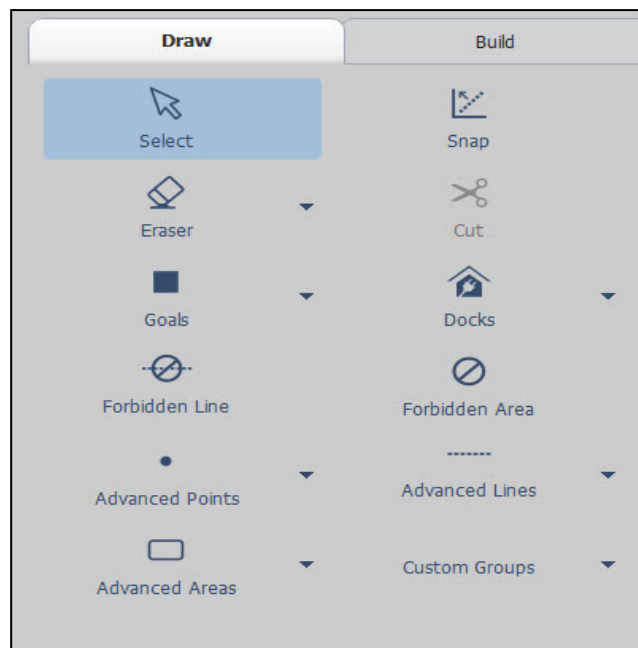 Draw
Build
Select
Snap
Eraser
Cut
Goals
Docks
Forbidden Line
Forbidden Area
Advanced Points
Advanced Lines
Advanced Areas
Custom Groups